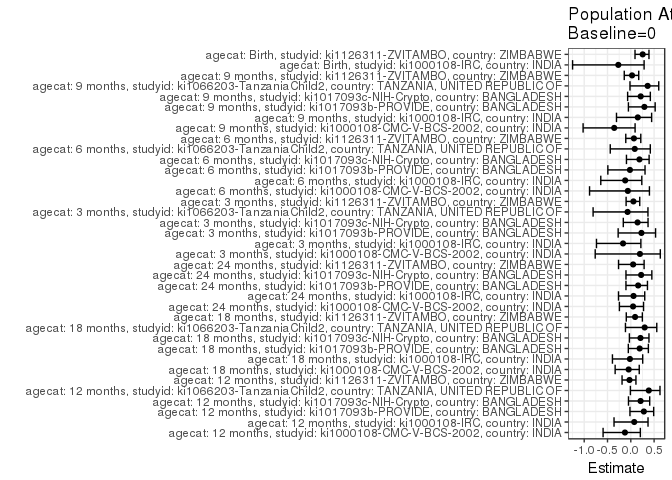 Population At
Baseline=0
agecat: Birth, studyid: ki1126311-ZVITAMBO, country: ZIMBABWE
agecat: Birth, studyid: ki1000108-IRC, country: INDIA
agecat: 9 months, studyid: ki1126311-ZVITAMBO, country: ZIMBABWE
agecat: 9 months, studyid: ki1066203-TanzaniaChild2, country: TANZANIA, UNITED REPUBLIC OF
agecat: 9 months, studyid: ki1017093c-NIH-Crypto, country: BANGLADESH
agecat: 9 months, studyid: ki1017093b-PROVIDE, country: BANGLADESH
agecat: 9 months, studyid: ki1000108-IRC, country: INDIA
agecat: 9 months, studyid: ki1000108-CMC-V-BCS-2002, country: INDIA
agecat: 6 months, studyid: ki1126311-ZVITAMBO, country: ZIMBABWE
agecat: 6 months, studyid: ki1066203-TanzaniaChild2, country: TANZANIA, UNITED REPUBLIC OF
agecat: 6 months, studyid: ki1017093c-NIH-Crypto, country: BANGLADESH
agecat: 6 months, studyid: ki1017093b-PROVIDE, country: BANGLADESH
agecat: 6 months, studyid: ki1000108-IRC, country: INDIA
agecat: 6 months, studyid: ki1000108-CMC-V-BCS-2002, country: INDIA
agecat: 3 months, studyid: ki1126311-ZVITAMBO, country: ZIMBABWE
agecat: 3 months, studyid: ki1066203-TanzaniaChild2, country: TANZANIA, UNITED REPUBLIC OF
agecat: 3 months, studyid: ki1017093c-NIH-Crypto, country: BANGLADESH
agecat: 3 months, studyid: ki1017093b-PROVIDE, country: BANGLADESH
agecat: 3 months, studyid: ki1000108-IRC, country: INDIA
agecat: 3 months, studyid: ki1000108-CMC-V-BCS-2002, country: INDIA
agecat: 24 months, studyid: ki1126311-ZVITAMBO, country: ZIMBABWE
agecat: 24 months, studyid: ki1017093c-NIH-Crypto, country: BANGLADESH
agecat: 24 months, studyid: ki1017093b-PROVIDE, country: BANGLADESH
agecat: 24 months, studyid: ki1000108-IRC, country: INDIA
agecat: 24 months, studyid: ki1000108-CMC-V-BCS-2002, country: INDIA
agecat: 18 months, studyid: ki1126311-ZVITAMBO, country: ZIMBABWE
agecat: 18 months, studyid: ki1066203-TanzaniaChild2, country: TANZANIA, UNITED REPUBLIC OF
agecat: 18 months, studyid: ki1017093c-NIH-Crypto, country: BANGLADESH
agecat: 18 months, studyid: ki1017093b-PROVIDE, country: BANGLADESH
agecat: 18 months, studyid: ki1000108-IRC, country: INDIA
agecat: 18 months, studyid: ki1000108-CMC-V-BCS-2002, country: INDIA
agecat: 12 months, studyid: ki1126311-ZVITAMBO, country: ZIMBABWE
agecat: 12 months, studyid: ki1066203-TanzaniaChild2, country: TANZANIA, UNITED REPUBLIC OF
agecat: 12 months, studyid: ki1017093c-NIH-Crypto, country: BANGLADESH
agecat: 12 months, studyid: ki1017093b-PROVIDE, country: BANGLADESH
agecat: 12 months, studyid: ki1000108-IRC, country: INDIA
agecat: 12 months, studyid: ki1000108-CMC-V-BCS-2002, country: INDIA
-1.0 -0.5 0.0 0.5
Estimate